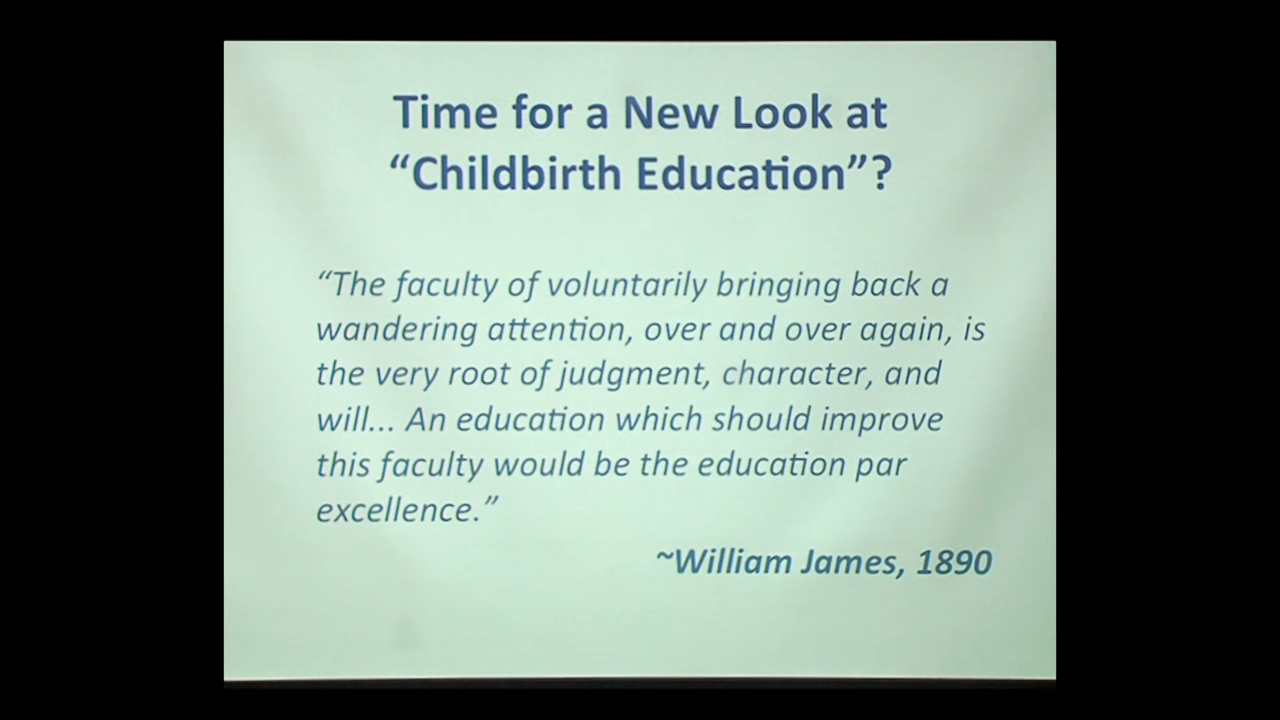 Time for a New Look at
“Childbirth Education”?
“The faculty of voluntarily bringing back a
wandering attention, over and over again, is
the very root of judgment, character, and
will... An education which should improve
this faculty would be the education par
excellence.”
~William James, 1890